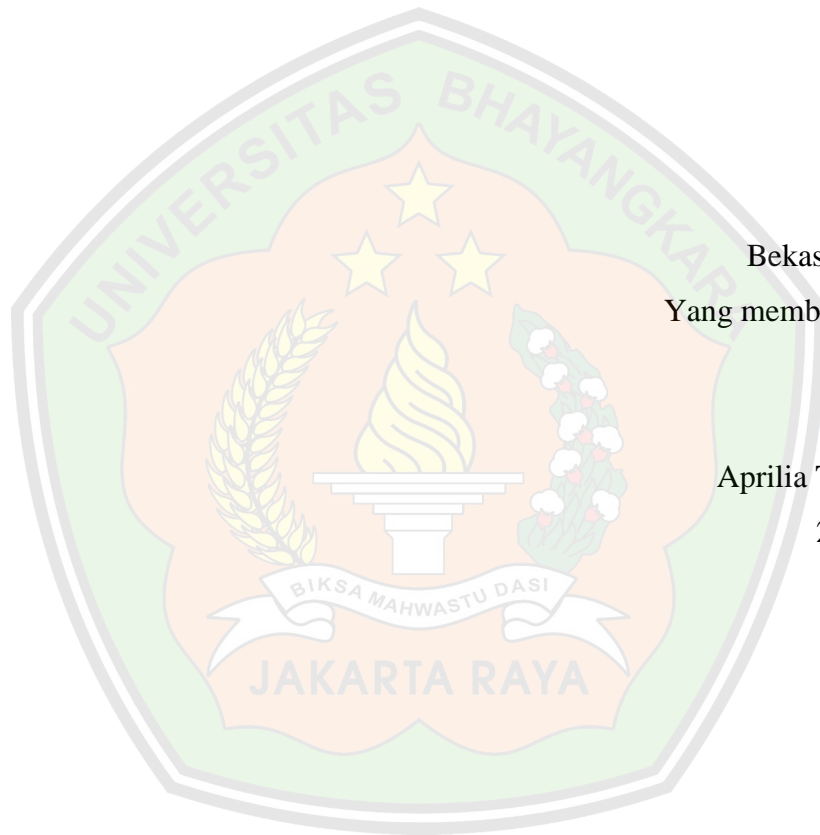 UNIVERSITAS BHAYANGKARA
Bekas
Yang memb
Aprilia T
2
BIKSA MAHWASTU DASI
JAKARTA RAYA